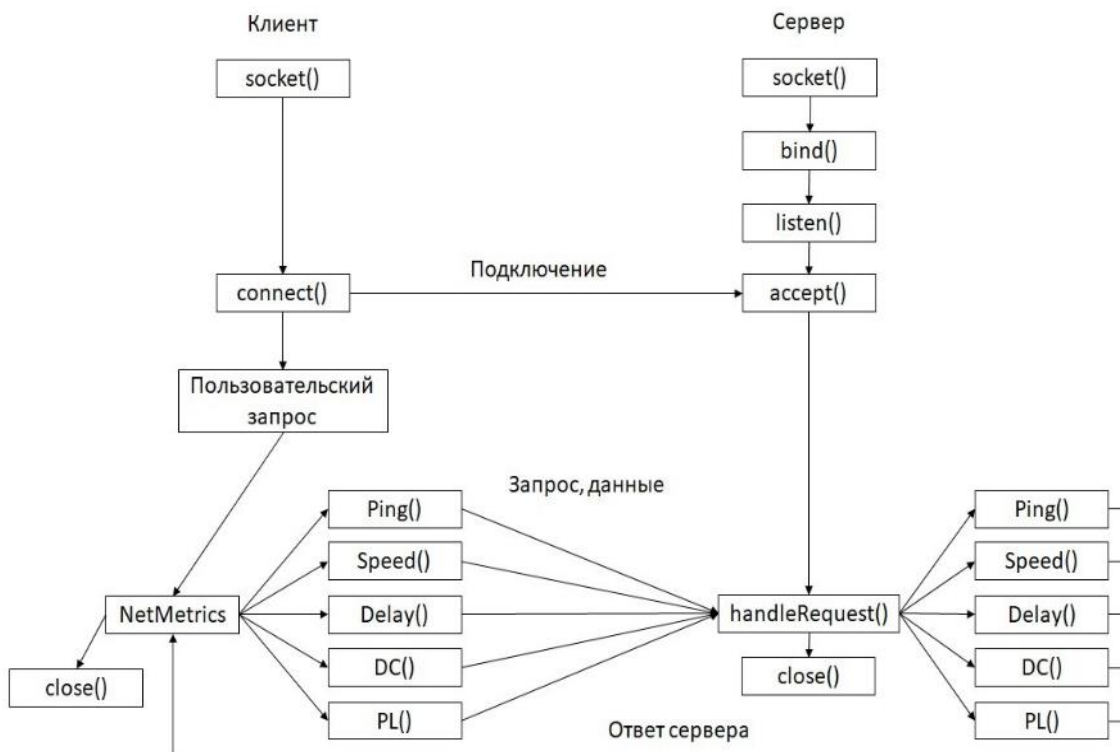 Клиент
Сервер
socket()
socket()
bind()
listen()
Подключение
connect()
accept()
Пользовательский
запрос
Запрос, данные
Ping()
Ping()
Speed()
Speed()
NetMetrics
Delay()
handleRequest()
Delay()
close()
DC()
close()
DC()
PL()
Ответ сервера
PL()